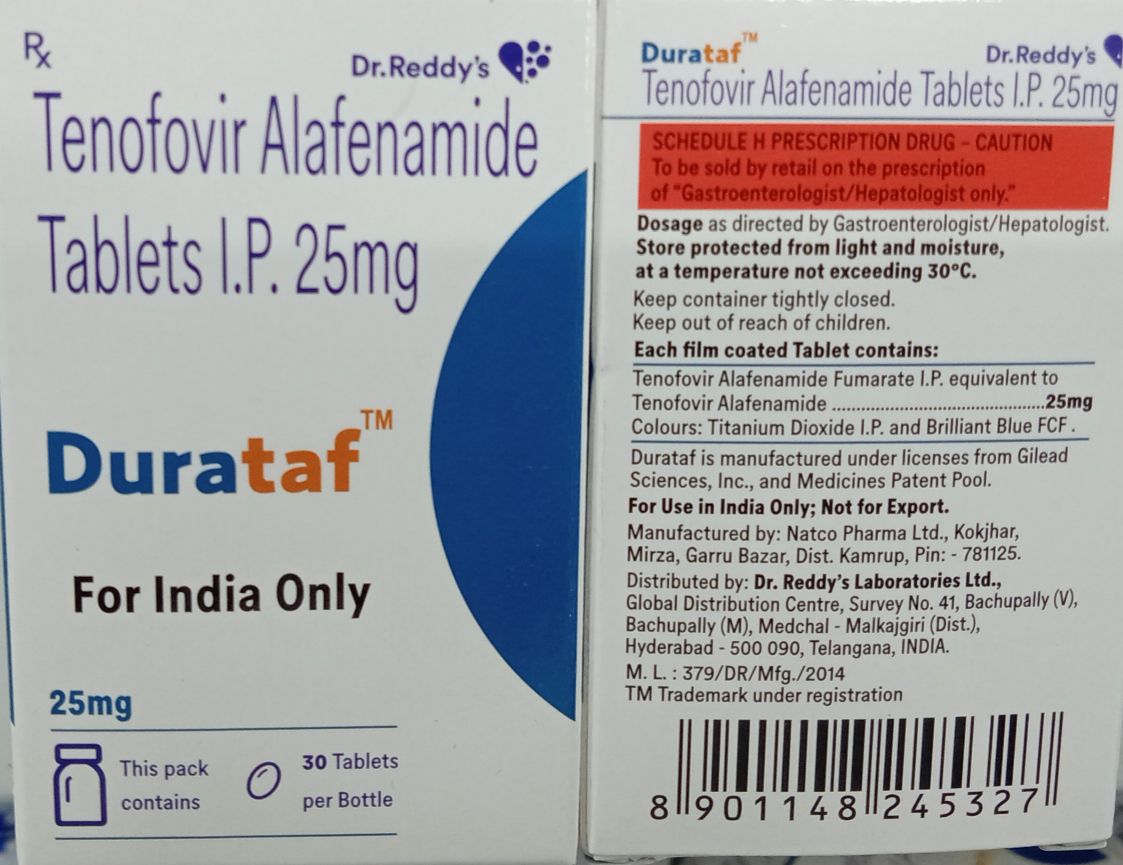 Rx
Dr.Reddy's
Tenofovir Alafenamide
Tablets I.P. 25mg
Durataf™
For India Only
25mg
This pack
contains
30 Tablets
per Bottle
Durataf™
Dr.Reddy's
Tenofovir Alafenamide Tablets I.P. 25mg
SCHEDULE H PRESCRIPTION DRUG – CAUTION
To be sold by retail on the prescription
of "Gastroenterologist/Hepatologist only."
Dosage as directed by Gastroenterologist/Hepatologist.
Store protected from light and moisture,
at a temperature not exceeding 30°C.
Keep container tightly closed.
Keep out of reach of children.
Each film coated Tablet contains:
Tenofovir Alafenamide Fumarate I.P. equivalent to
Tenofovir Alafenamide ............................................25mg
Colours: Titanium Dioxide I.P. and Brilliant Blue FCF.
Durataf is manufactured under licenses from Gilead
Sciences, Inc., and Medicines Patent Pool.
For Use in India Only; Not for Export.
Manufactured by: Natco Pharma Ltd., Kokjhar,
Mirza, Garru Bazar, Dist. Kamrup, Pin: - 781125.
Distributed by: Dr. Reddy's Laboratories Ltd.,
Global Distribution Centre, Survey No. 41, Bachupally (V),
Bachupally (M), Medchal - Malkajgiri (Dist.),
Hyderabad - 500 090, Telangana, INDIA.
M. L. : 379/DR/Mfg./2014
TM Trademark under registration
8 901148 245327